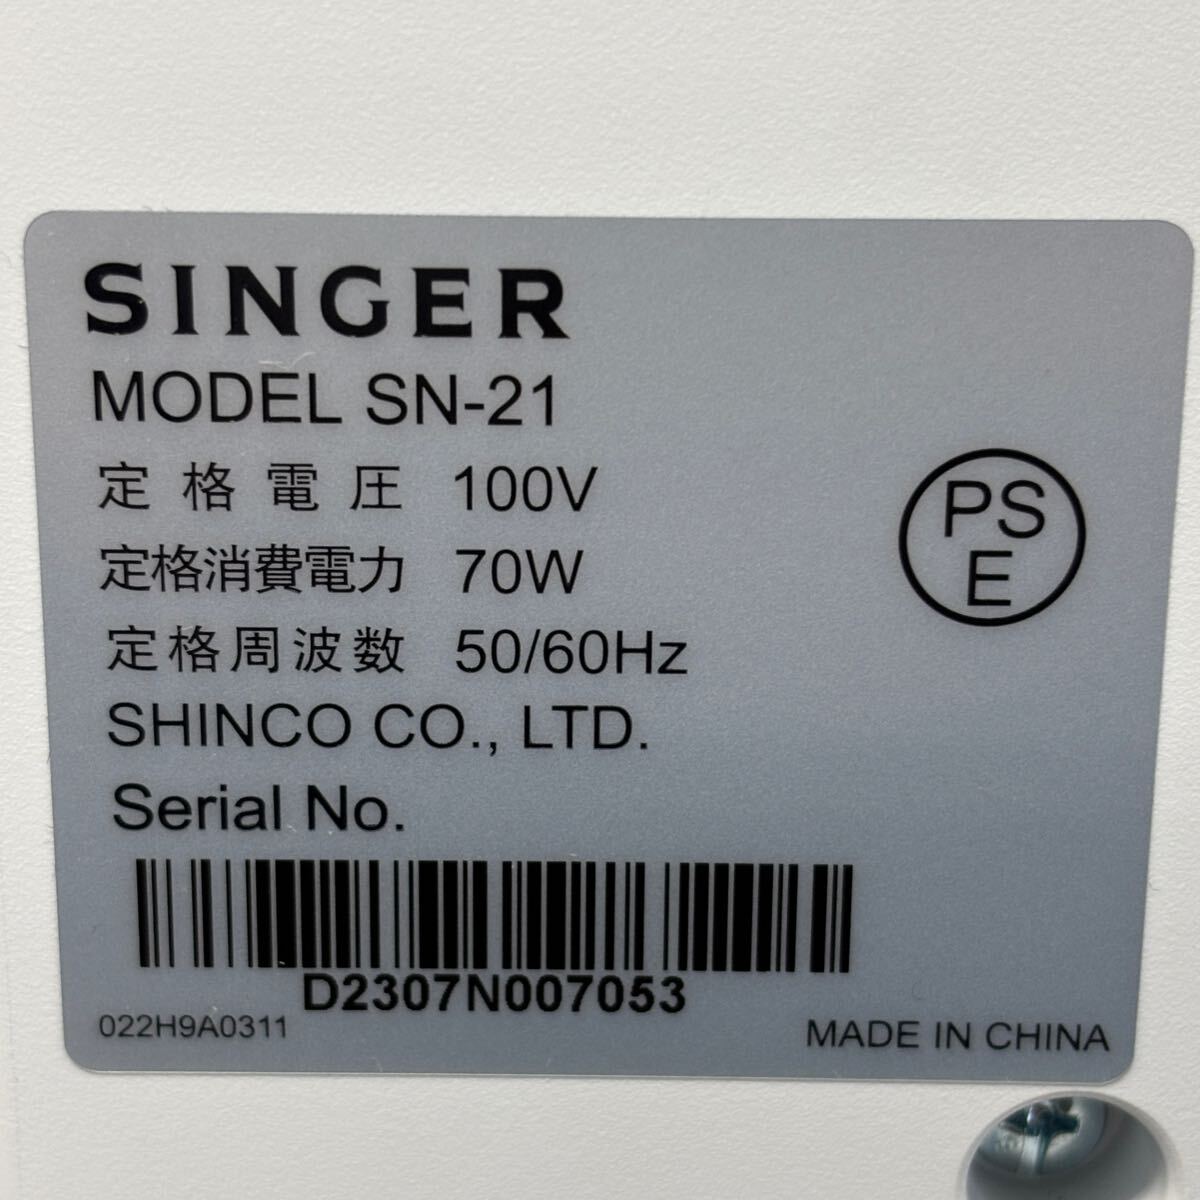 SINGER
MODEL SN-21
定格電圧 100V
定格消費電力 70W
定格周波数 50/60Hz
PS
E
SHINCO CO., LTD.
Serial No.
D2307N007053
022H9A0311
MADE IN CHINA